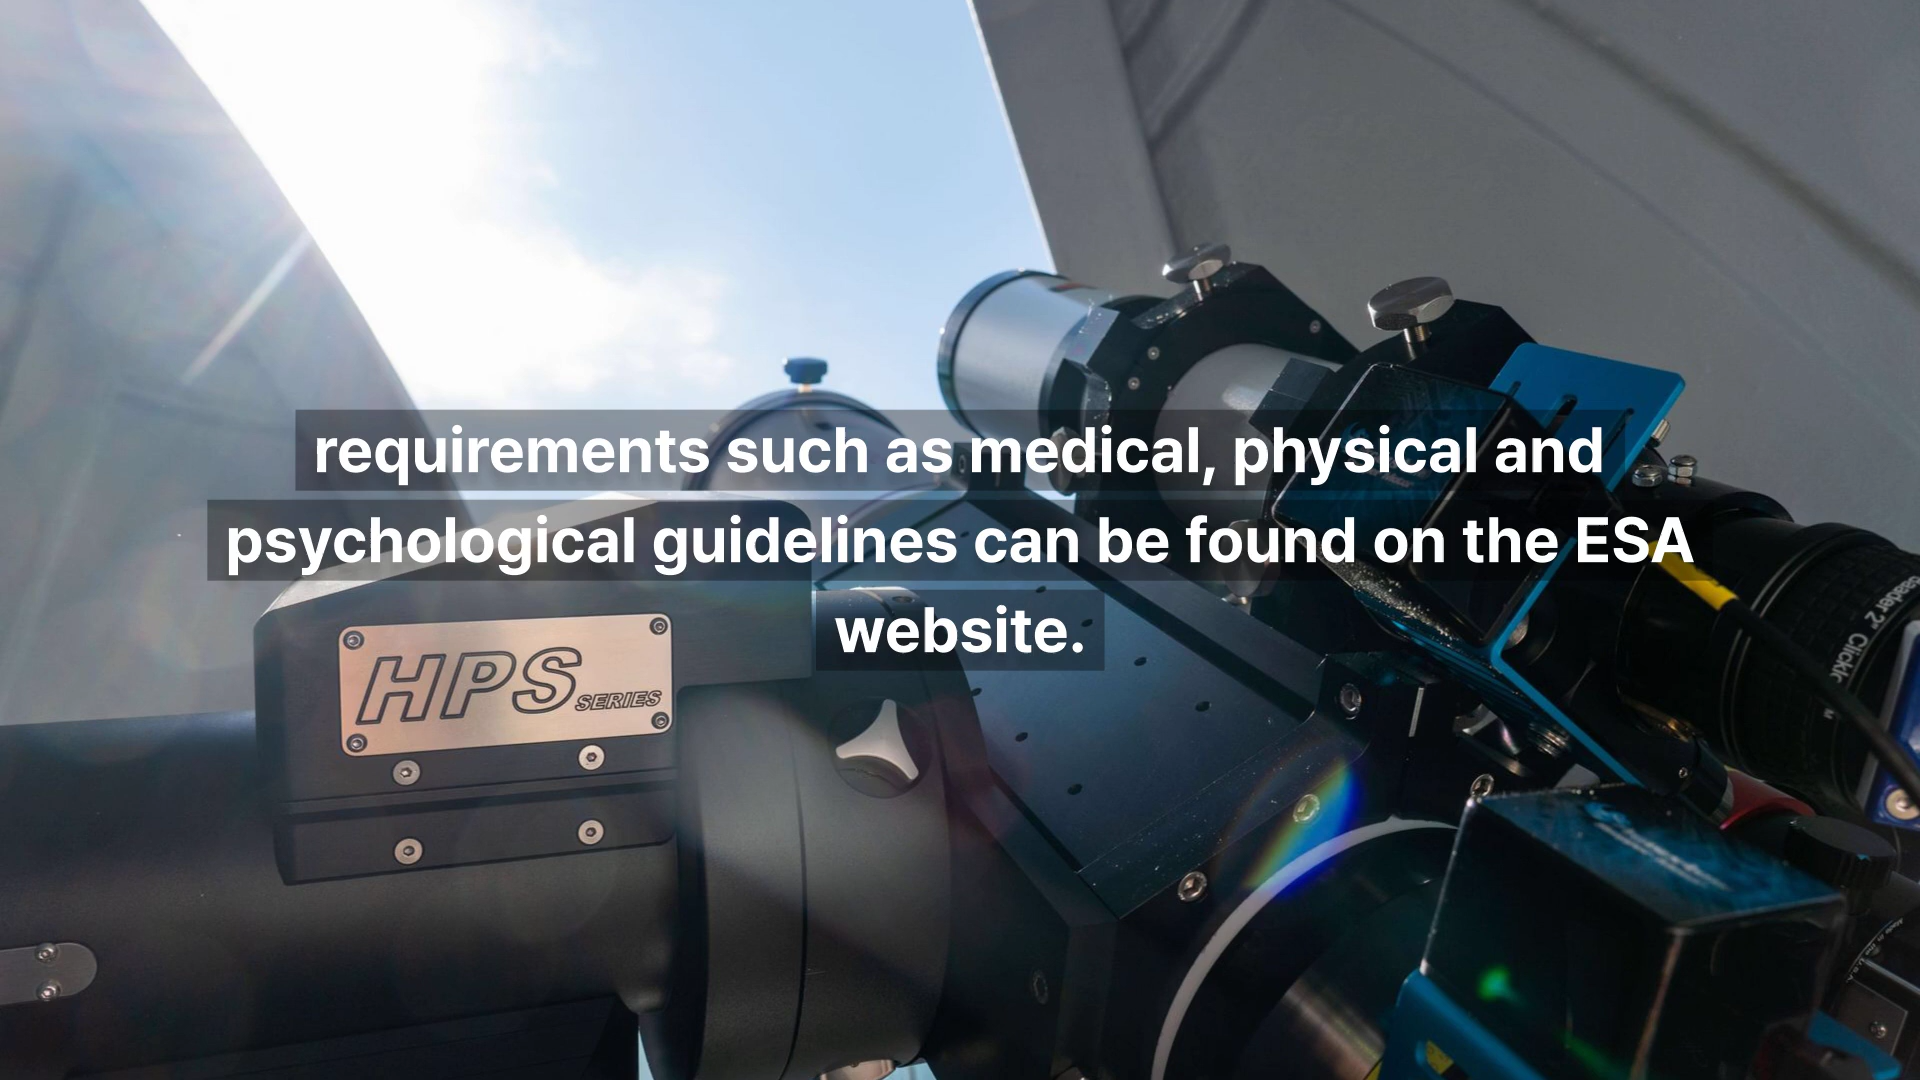 requirements such as medical, physical and
psychological guidelines can be found on the ESA
website.
HPS SERIES